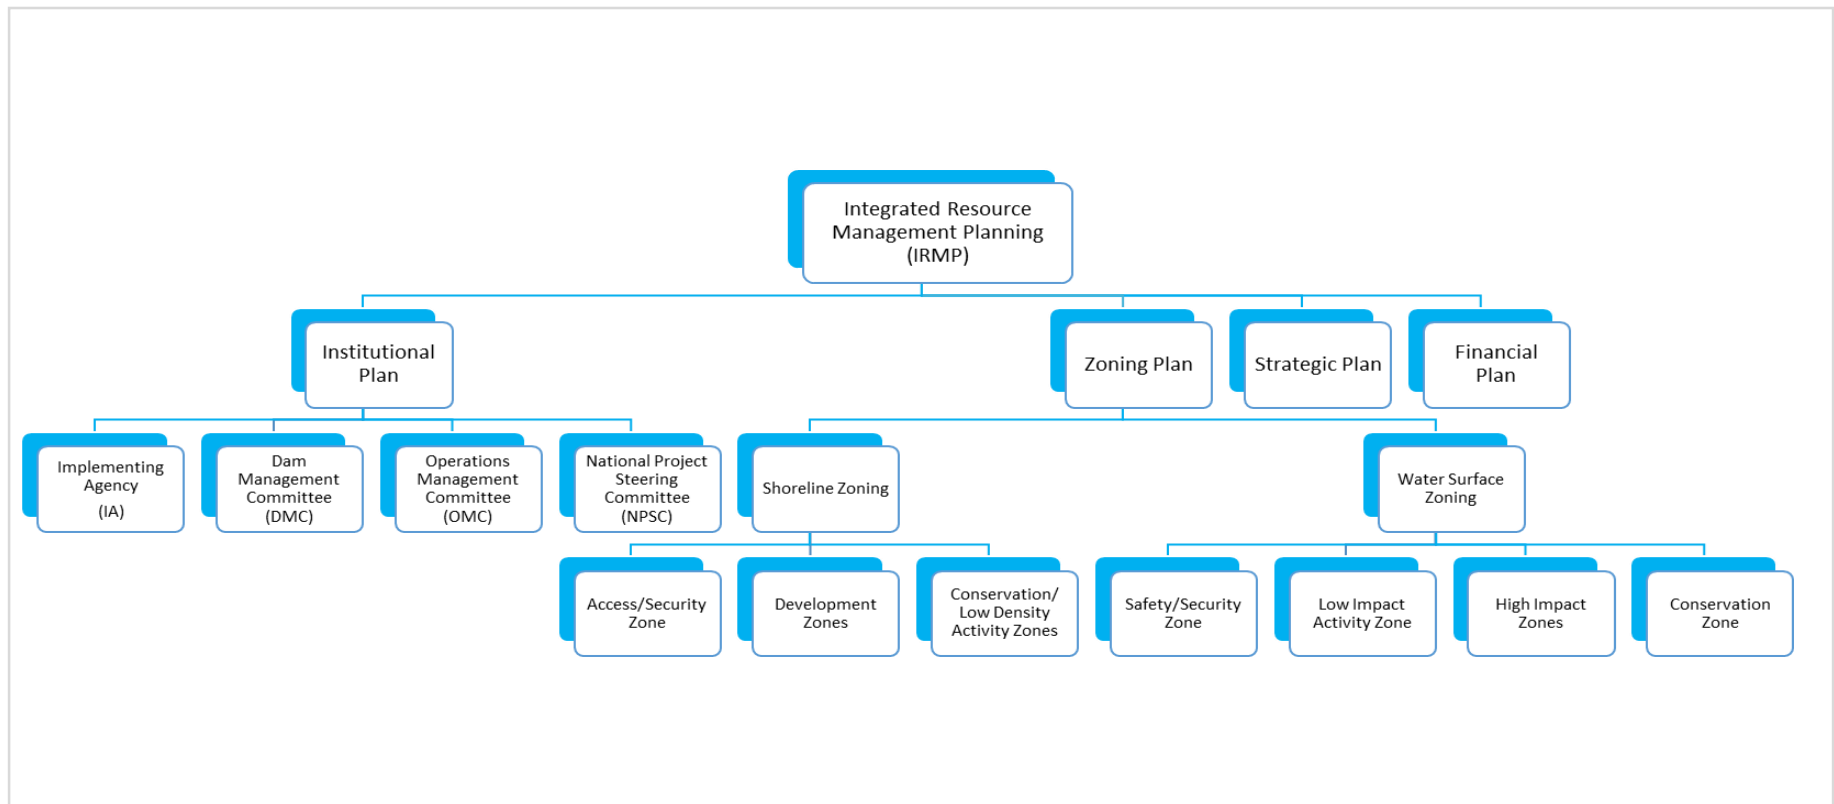 Integrated Resource
Management Planning
(IRMP)
Institutional
Plan
Zoning Plan
Strategic Plan
Financial
Plan
Implementing
Agency
(IA)
Dam
Management
Committee
(DMC)
Operations
Management
Committee
(OMC)
National Project
Steering
Committee
(NPSC)
Shoreline Zoning
Water Surface
Zoning
Access/Security
Zone
Development
Zones
Conservation/
Low Density
Activity Zones
Safety/Security
Zone
Low Impact
Activity Zone
High Impact
Zones
Conservation
Zone